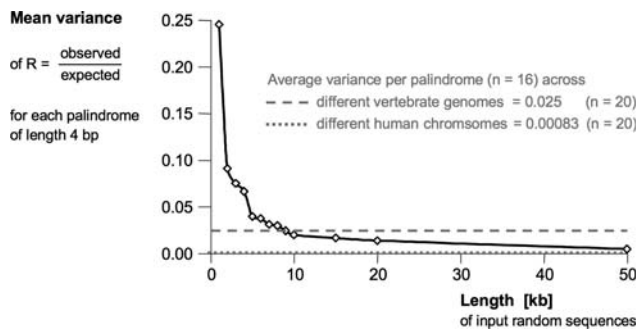 Mean variance
of R = observed
expected
for each palindrome
of length 4 bp
0.25
0.20
0.15
0.10
0.05
0.00
Average variance per palindrome (n = 16) across
different vertebrate genomes = 0.025 (n = 20)
different human chromsomes = 0.00083 (n = 20)
0 10 20 30 40 50
Length [kb]
of input random sequences